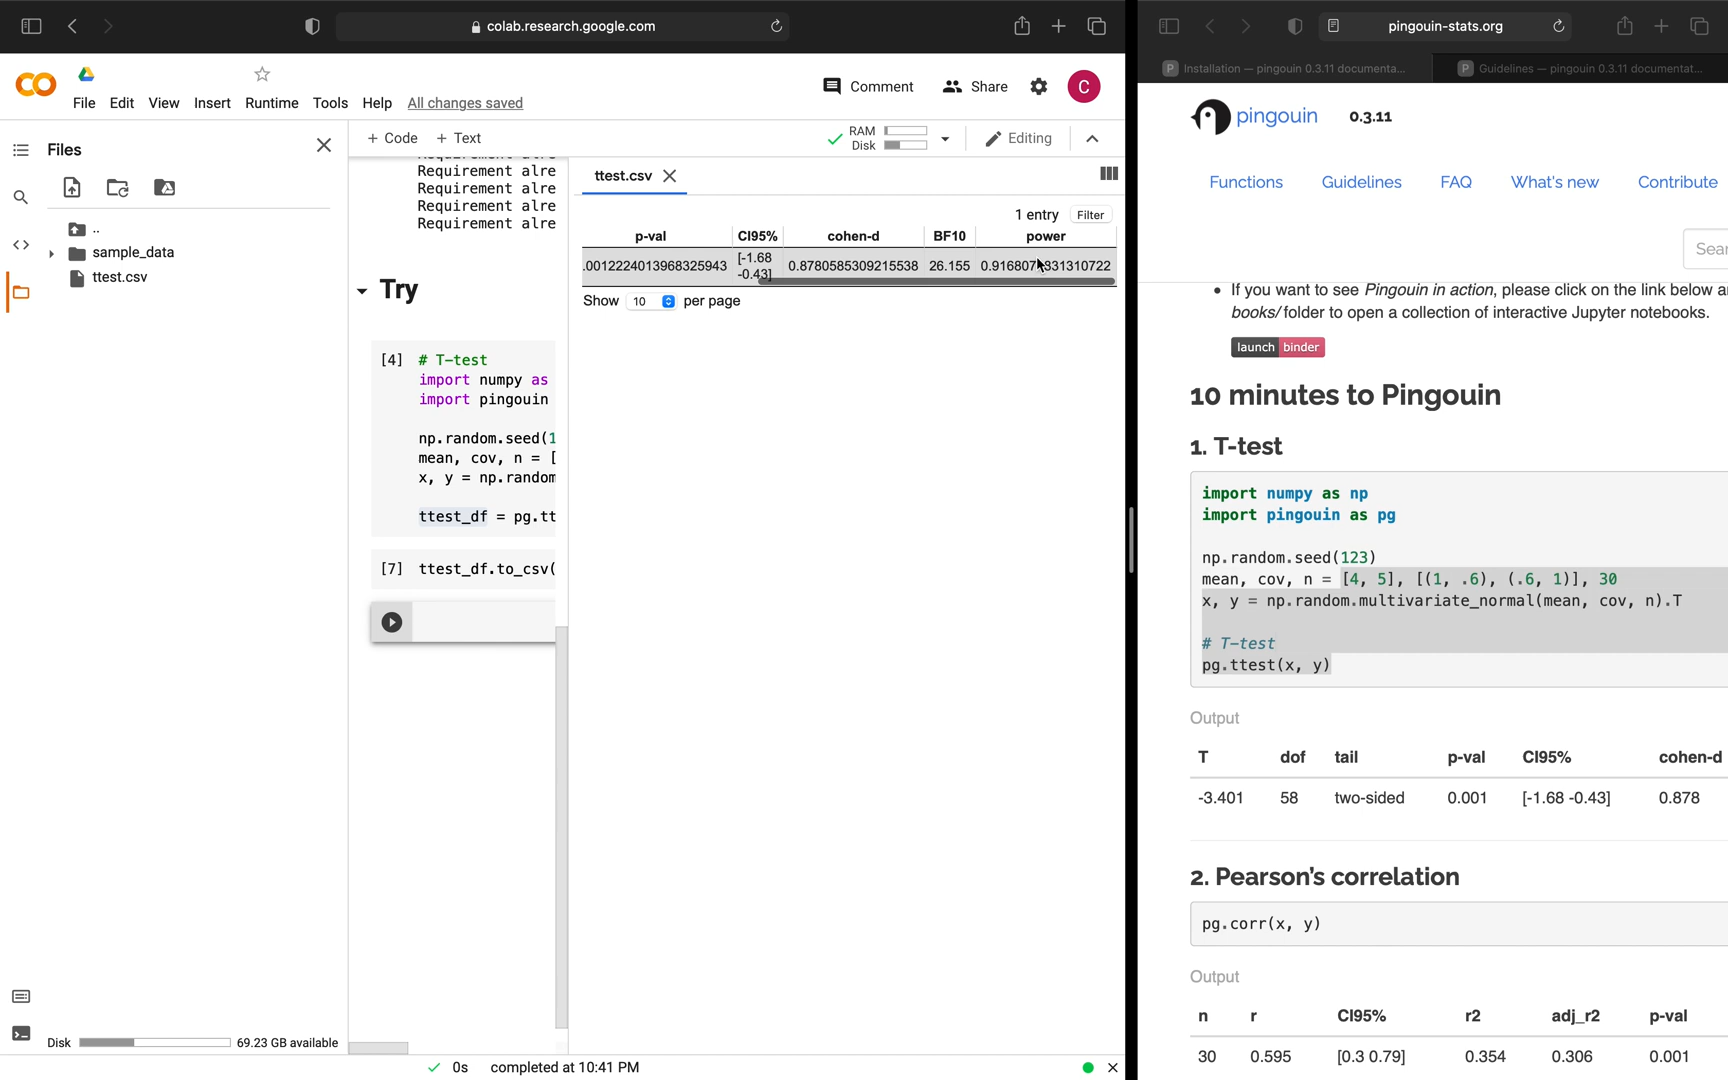 colab.research.google.com
File Edit View Insert Runtime Tools Help All changes saved
Comment
Share
C
Files
+ Code + Text
RAM
Disk
Editing
..
sample_data
ttest.csv
Requirement alre
Requirement alre
Requirement alre
Requirement alre
Try
[4] # T-test
import numpy as
import pingouin
np.random.seed(1
mean, cov, n = [
x, y = np.random
ttest_df = pg.tt
[7] ttest_df.to_csv(
ttest.csv
1 entry Filter
p-val CI95% cohen-d BF10 power
.0012224013968325943 [-1.68 -0.43] 0.8780585309215538 26.155
Show 10 per page
Disk 69.23 GB available
0s completed at 10:41 PM
pingouin-stats.org
P Installation — pingouin 0.3.11 documenta...
P Guidelines — pingouin 0.3.11 documentat...
pingouin 0.3.11
Functions Guidelines FAQ What's new Contribute
Sear
• If you want to see Pingouin in action, please click on the link below a
books/ folder to open a collection of interactive Jupyter notebooks.
launch binder
10 minutes to Pingouin
1. T-test
import numpy as np
import pingouin as pg
np.random.seed(123)
mean, cov, n = [4, 5], [(1, .6), (.6, 1)], 30
x, y = np.random.multivariate_normal(mean, cov, n).T
# T-test
pg.ttest(x, y)
Output
T dof tail p-val CI95% cohen-d
-3.401 58 two-sided 0.001 [-1.68 -0.43] 0.878
2. Pearson's correlation
pg.corr(x, y)
Output
n r CI95% r2 adj_r2 p-val
30 0.595 [0.3 0.79] 0.354 0.306 0.001